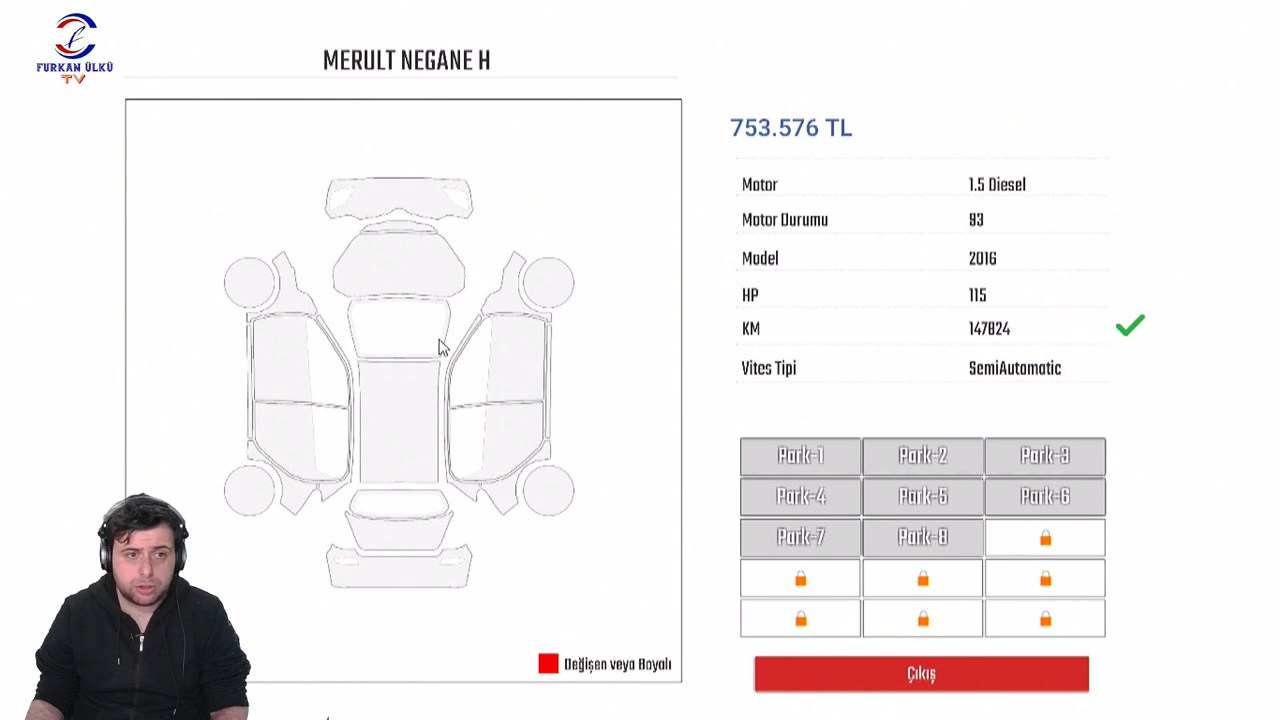 FURKAN ÜLKÜ
TV
MERULT NEGANE H
753.576 TL
Motor 1.5 Diesel
Motor Durumu 93
Model 2016
HP 115
KM 147824
Vites Tipi SemiAutomatic
Park-1 Park-2 Park-3
Park-4 Park-5 Park-6
Park-7 Park-8
Değişen veya Boyalı
Çıkış